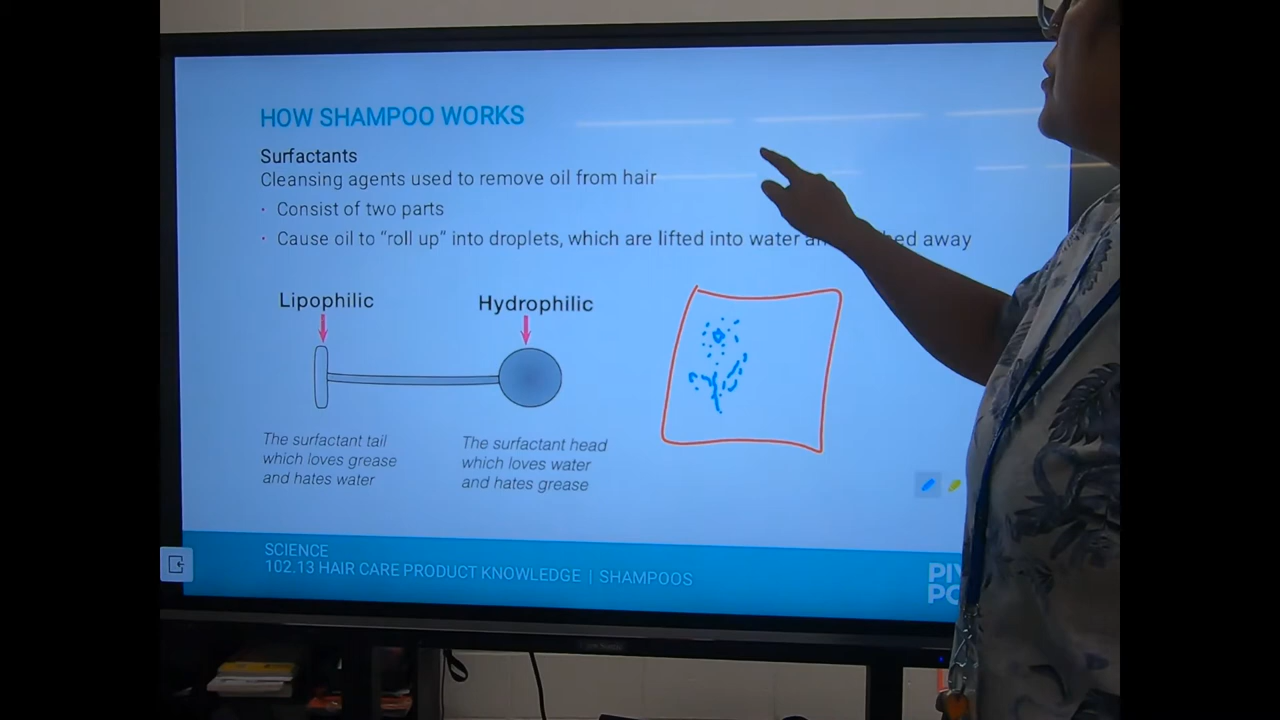 HOW SHAMPOO WORKS
Surfactants
Cleansing agents used to remove oil from hair
· Consist of two parts
· Cause oil to “roll up” into droplets, which are lifted into water away
Lipophilic
Hydrophilic
The surfactant tail
which loves grease
and hates water
The surfactant head
which loves water
and hates grease
SCIENCE
102.13 HAIR CARE PRODUCT KNOWLEDGE | SHAMPOOS